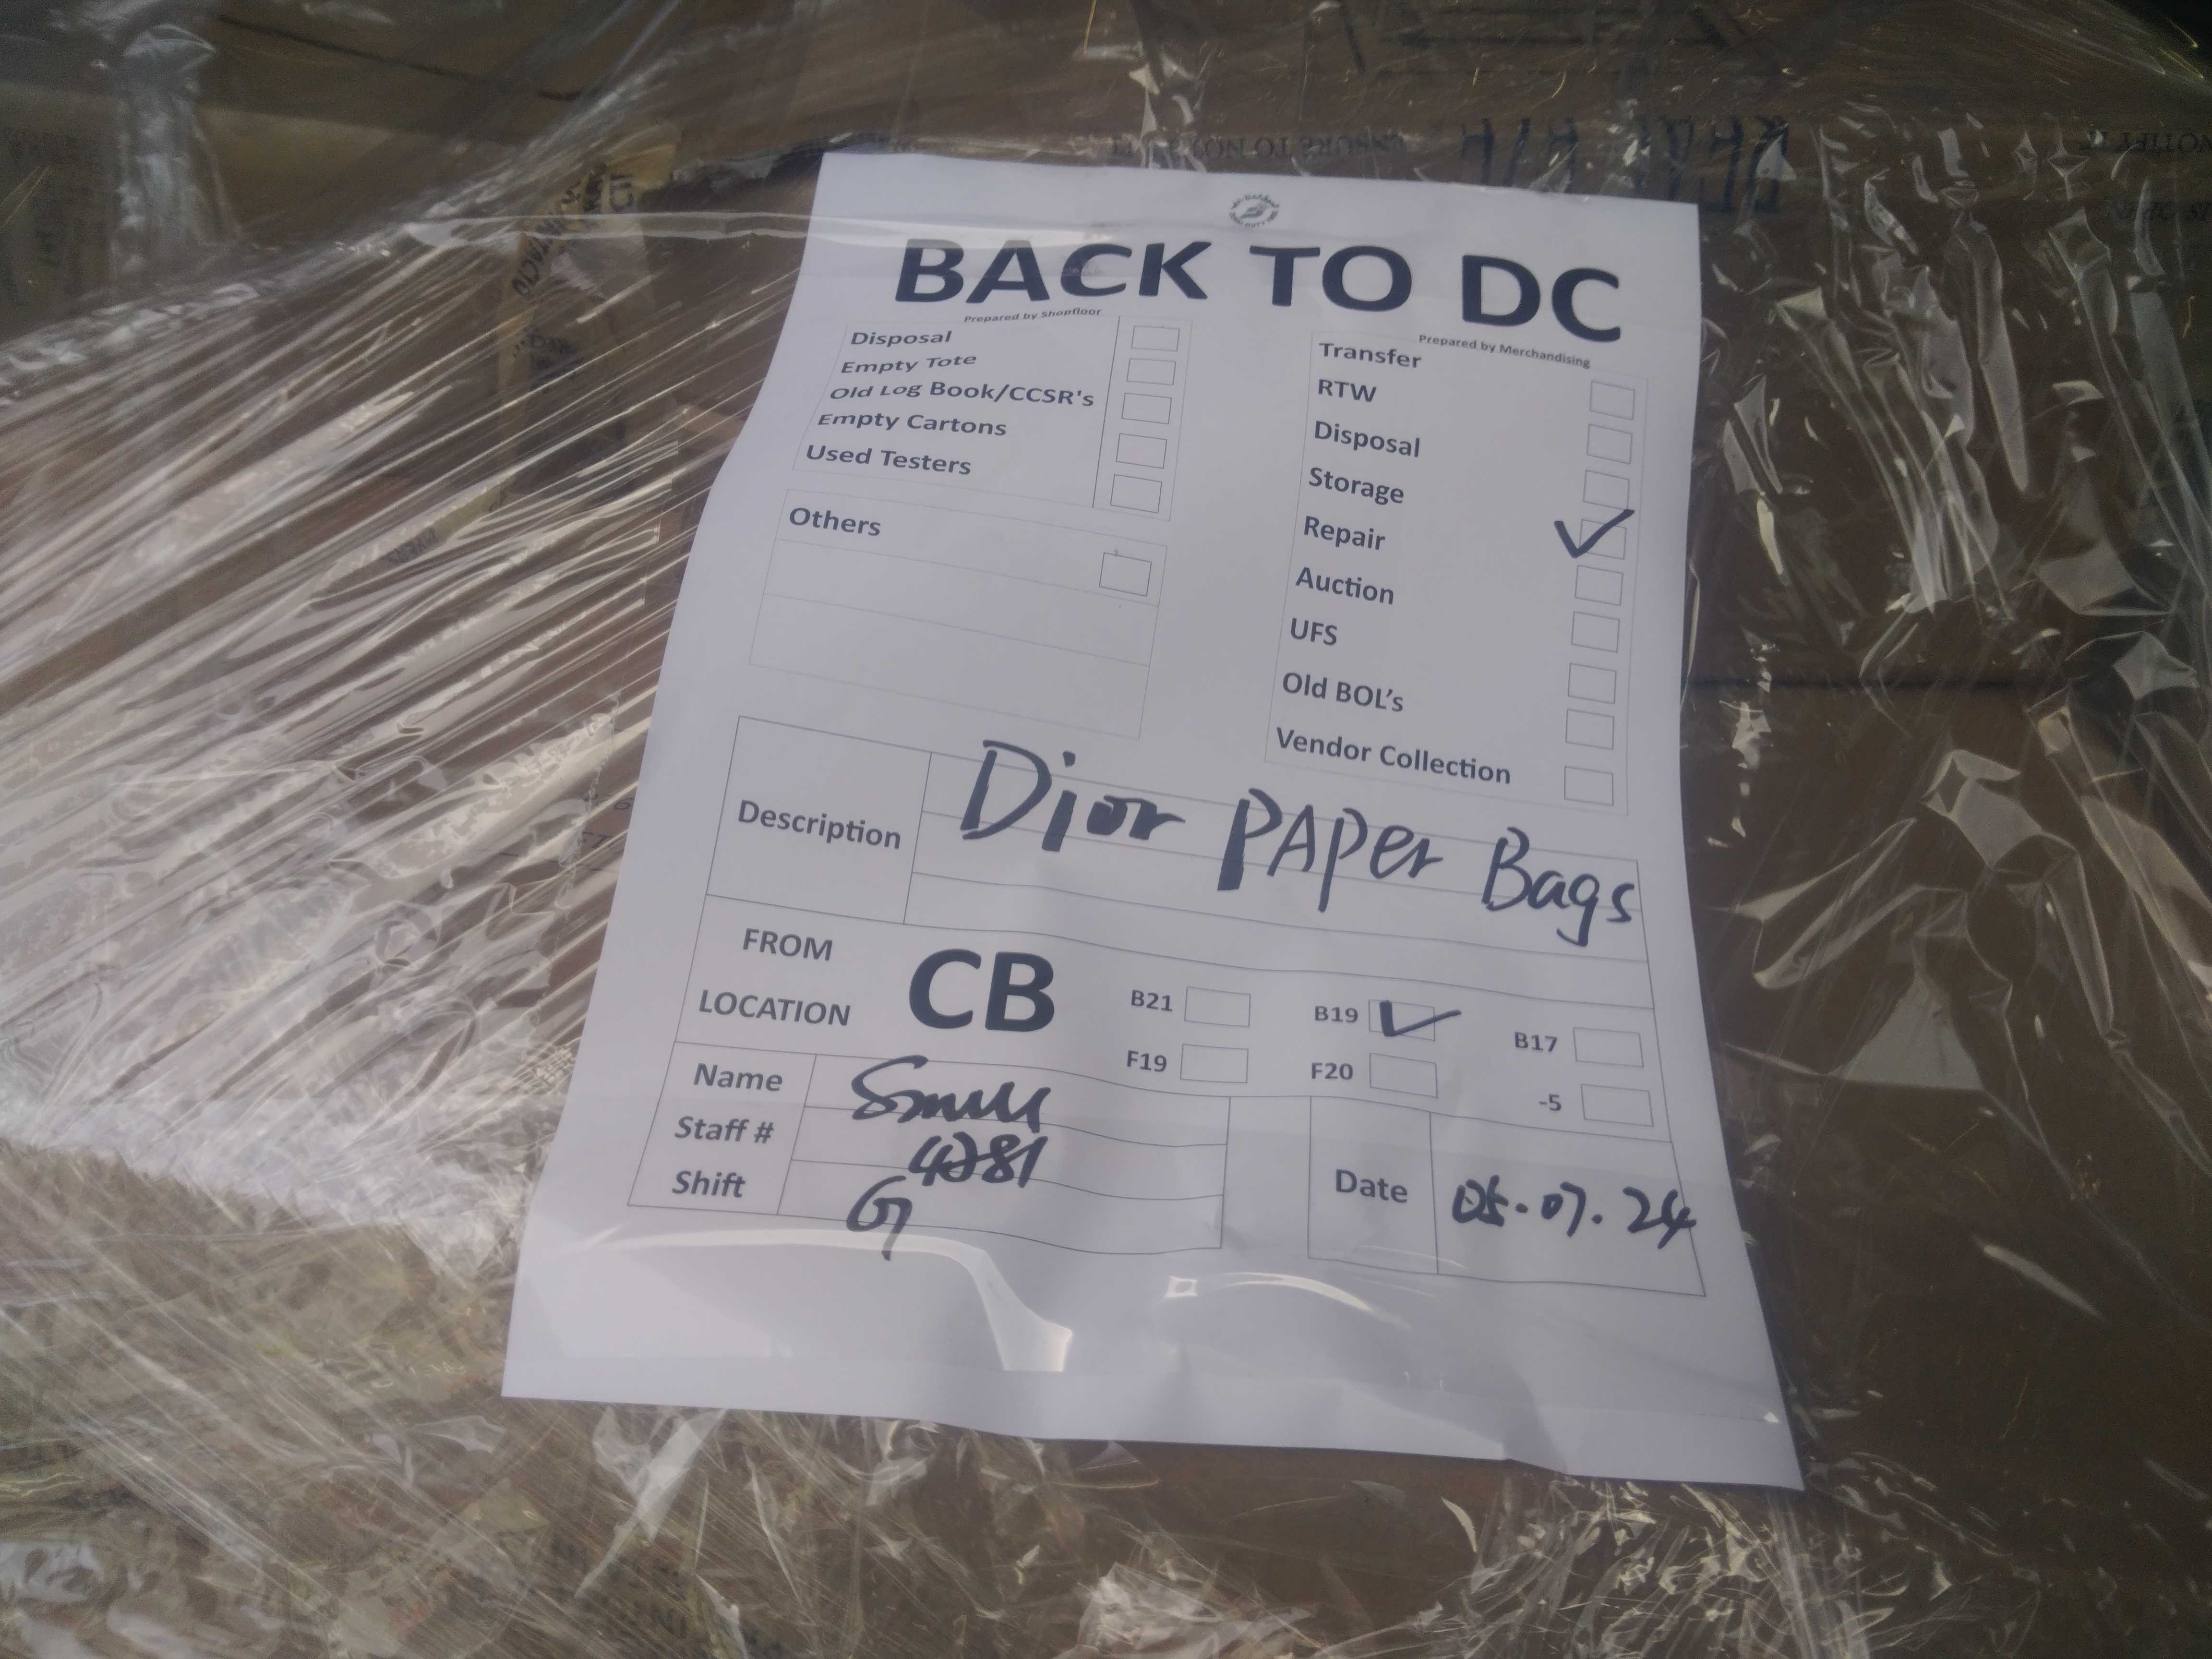 BACK TO DC
Prepared by Shopfloor
Disposal
Empty Tote
Old Log Book/CCSR's
Empty Cartons
Used Testers
Others
Prepared by Merchandising
Transfer
RTW
Disposal
Storage
Repair
Auction
UFS
Old BOL's
Vendor Collection
Description
Dior PAPer Bags
FROM
LOCATION
CB
B21
B19
B17
F19
F20
-5
Name
Staff # 4281
Shift G
Date 05.07.24